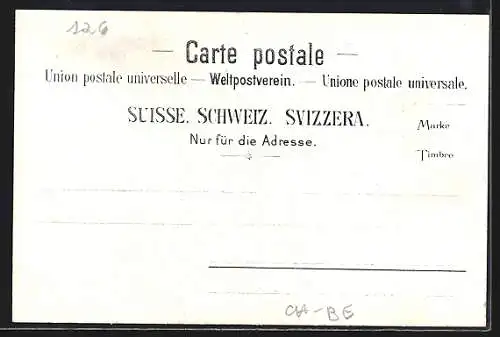 126
— Carte postale —
Union postale universelle — Weltpostverein. — Unione postale universale.
SUISSE. SCHWEIZ. SVIZZERA.
Marke
Nur für die Adresse.
Timbre
CH-BE